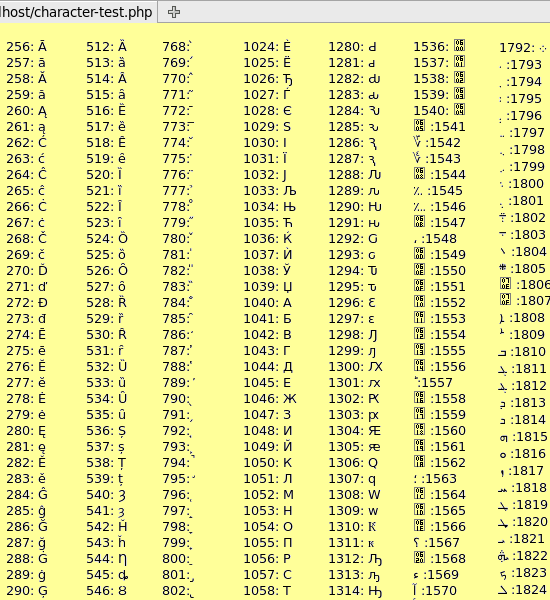 lhost/character-test.php
256: Ā
257: ā
258: Ă
259: ă
260: Ą
261: ą
262: Ć
263: ć
264: Ĉ
265: ĉ
266: Ċ
267: ċ
268: Č
269: č
270: Ď
271: ď
272: Đ
273: đ
274: Ē
275: ē
276: Ĕ
277: ĕ
278: Ė
279: ė
280: Ę
281: ę
282: Ě
283: ě
284: Ĝ
285: ĝ
286: Ğ
287: ğ
288: Ġ
289: ġ
290: Ģ
512: Ȁ
513: ȁ
514: Ȃ
515: ȃ
516: Ȅ
517: ȅ
518: Ȇ
519: ȇ
520: Ȉ
521: ȉ
522: Ȋ
523: ȋ
524: Ȍ
525: ȍ
526: Ȏ
527: ȏ
528: Ȑ
529: ȑ
530: Ȓ
531: ȓ
532: Ȕ
533: ȕ
534: Ȗ
535: ȗ
536: Ș
537: ș
538: Ț
539: ț
540: Ȝ
541: ȝ
542: Ȟ
543: ȟ
544: Ƞ
545: ȡ
546: Ȣ
768: ̀
769: ́
770: ̂
771: ̃
772: ̄
773: ̅
774: ̆
775: ̇
776: ̈
777: ̉
778: ̊
779: ̋
780: ̌
781: ̍
782: ̎
783: ̏
784: ̐
785: ̑
786: ̒
787: ̓
788: ̔
789: ̕
790: ̖
791: ̗
792: ̘
793: ̙
794: ̚
795: ̛
796: ̜
797: ̝
798: ̞
799: ̟
800: ̠
801: ̡
802: ̢
1024: Ѐ
1025: Ё
1026: Ђ
1027: Ѓ
1028: Є
1029: Ѕ
1030: І
1031: Ї
1032: Ј
1033: Љ
1034: Њ
1035: Ћ
1036: Ќ
1037: Ѝ
1038: Ў
1039: Џ
1040: А
1041: Б
1042: В
1043: Г
1044: Д
1045: Е
1046: Ж
1047: З
1048: И
1049: Й
1050: К
1051: Л
1052: М
1053: Н
1054: О
1055: П
1056: Р
1057: С
1058: Т
1280: Ԁ
1281: ԁ
1282: Ԃ
1283: ԃ
1284: Ԅ
1285: ԅ
1286: Ԇ
1287: ԇ
1288: Ԉ
1289: ԉ
1290: Ԋ
1291: ԋ
1292: Ԍ
1293: ԍ
1294: Ԏ
1295: ԏ
1296: Ԑ
1297: ԑ
1298: Ԓ
1299: ԓ
1300: Ԕ
1301: ԕ
1302: Ԗ
1303: ԗ
1304: Ԙ
1305: ԙ
1306: Ԛ
1307: ԛ
1308: Ԝ
1309: ԝ
1310: Ԟ
1311: ԟ
1312: Ԡ
1313: ԡ
1314: Ԣ
1536:
1537:
1538:
1539:
1540:
:1541
؆ :1542
؇ :1543
:1544
؉ :1545
؊ :1546
:1547
، :1548
:1549
:1550
:1551
:1552
:1553
:1554
:1555
:1556
ؕ :1557
:1558
:1559
:1560
:1561
:1562
؛ :1563
:1564
:1565
:1566
؟ :1567
:1568
ء :1569
آ :1570
1792: ܀
܁ :1793
܂ :1794
܃ :1795
܄ :1796
܅ :1797
܆ :1798
܇ :1799
܈ :1800
܉ :1801
܊ :1802
܋ :1803
܌ :1804
܍ :1805
:1806
:1807
ܐ :1808
ܑ :1809
ܒ :1810
ܓ :1811
ܔ :1812
ܕ :1813
ܖ :1814
ܗ :1815
ܘ :1816
ܙ :1817
ܚ :1818
ܛ :1819
ܜ :1820
ܝ :1821
ܞ :1822
ܟ :1823
ܠ :1824